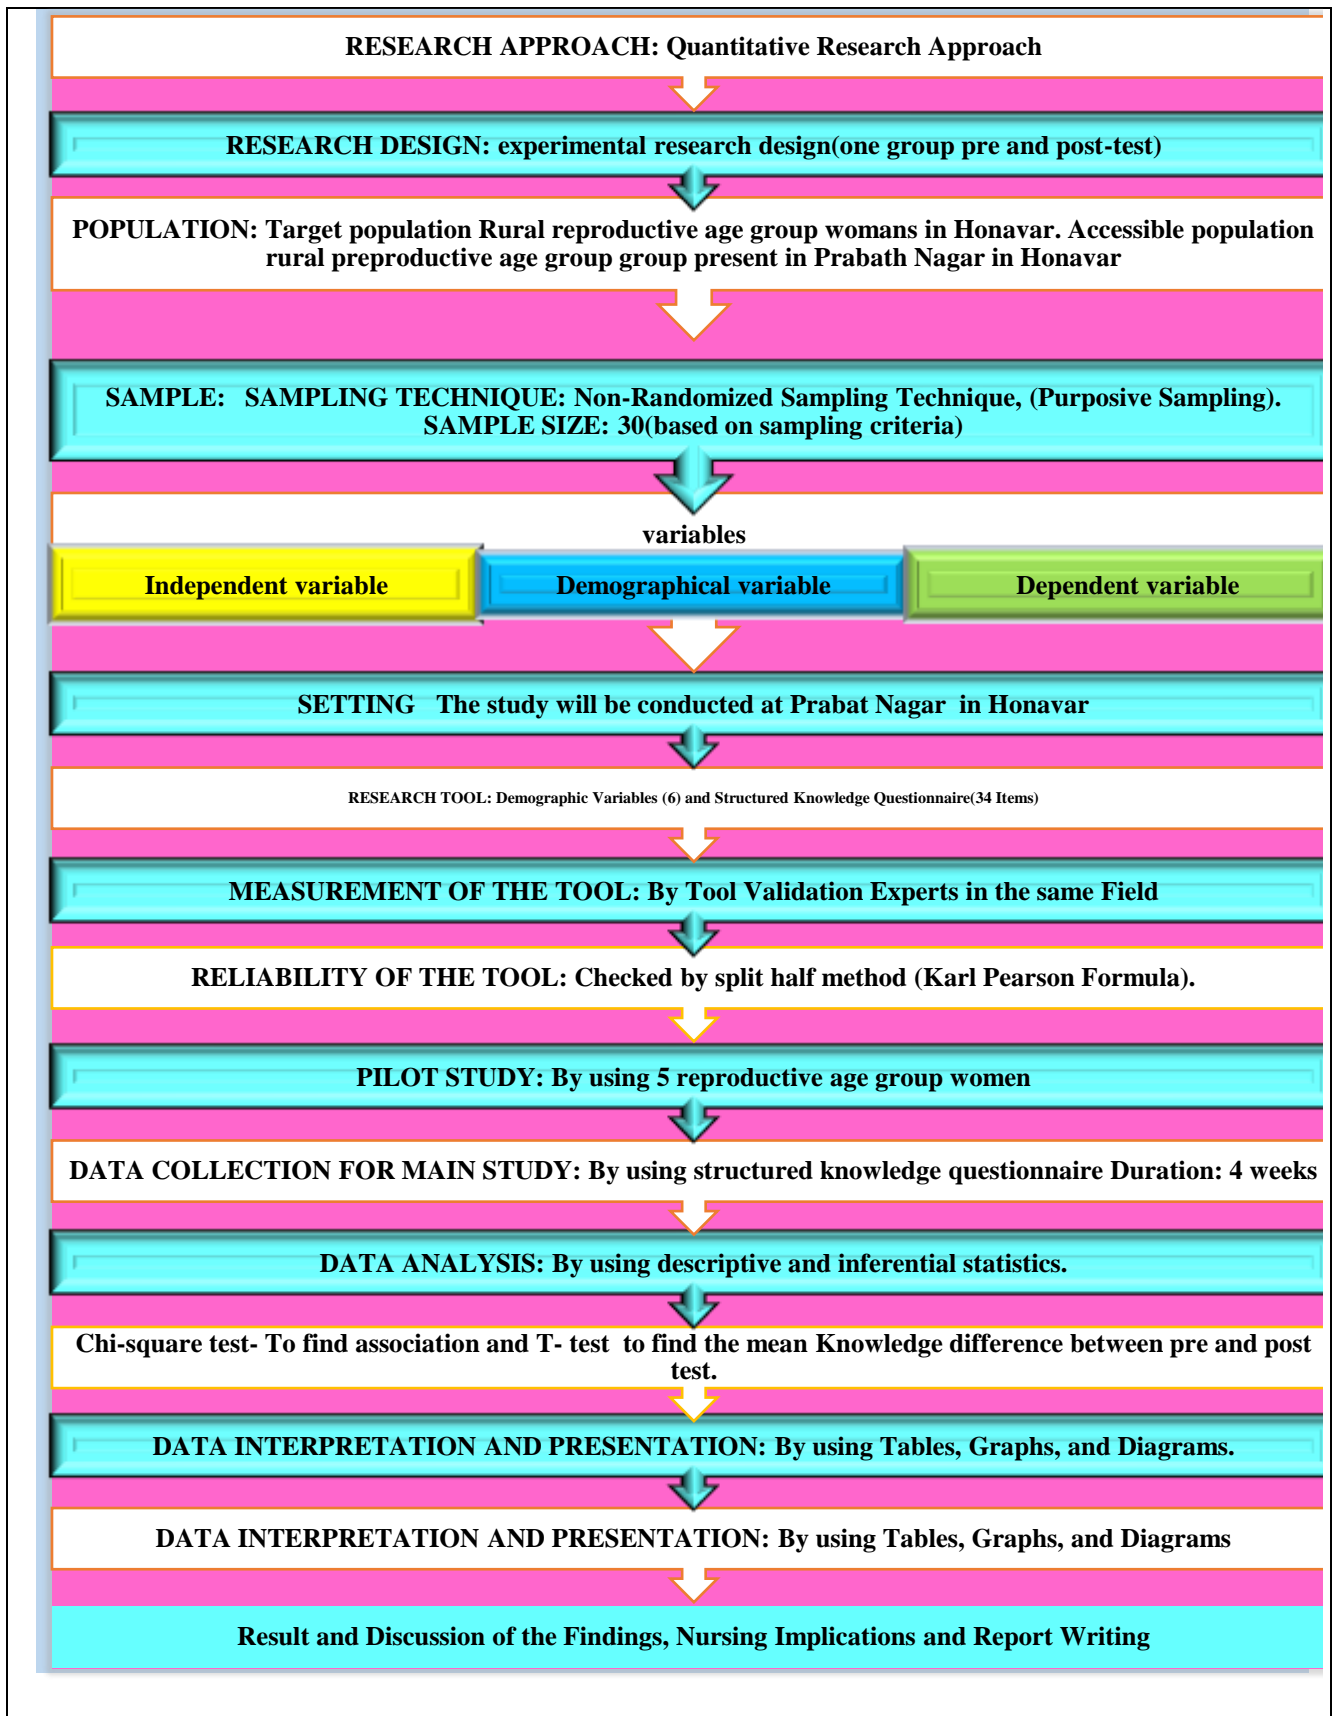 RESEARCH APPROACH: Quantitative Research Approach
RESEARCH DESIGN: experimental research design(one group pre and post-test)
POPULATION: Target population Rural reproductive age group womans in Honavar. Accessible population
rural preproductive age group group present in Prabath Nagar in Honavar
SAMPLE: SAMPLING TECHNIQUE: Non-Randomized Sampling Technique, (Purposive Sampling).
SAMPLE SIZE: 30(based on sampling criteria)
variables
Independent variable
Demographical variable
Dependent variable
SETTING The study will be conducted at Prabat Nagar in Honavar
RESEARCH TOOL: Demographic Variables (6) and Structured Knowledge Questionnaire(34 Items)
MEASUREMENT OF THE TOOL: By Tool Validation Experts in the same Field
RELIABILITY OF THE TOOL: Checked by split half method (Karl Pearson Formula).
PILOT STUDY: By using 5 reproductive age group women
DATA COLLECTION FOR MAIN STUDY: By using structured knowledge questionnaire Duration: 4 weeks
DATA ANALYSIS: By using descriptive and inferential statistics.
Chi-square test- To find association and T- test to find the mean Knowledge difference between pre and post
test.
DATA INTERPRETATION AND PRESENTATION: By using Tables, Graphs, and Diagrams.
DATA INTERPRETATION AND PRESENTATION: By using Tables, Graphs, and Diagrams
Result and Discussion of the Findings, Nursing Implications and Report Writing